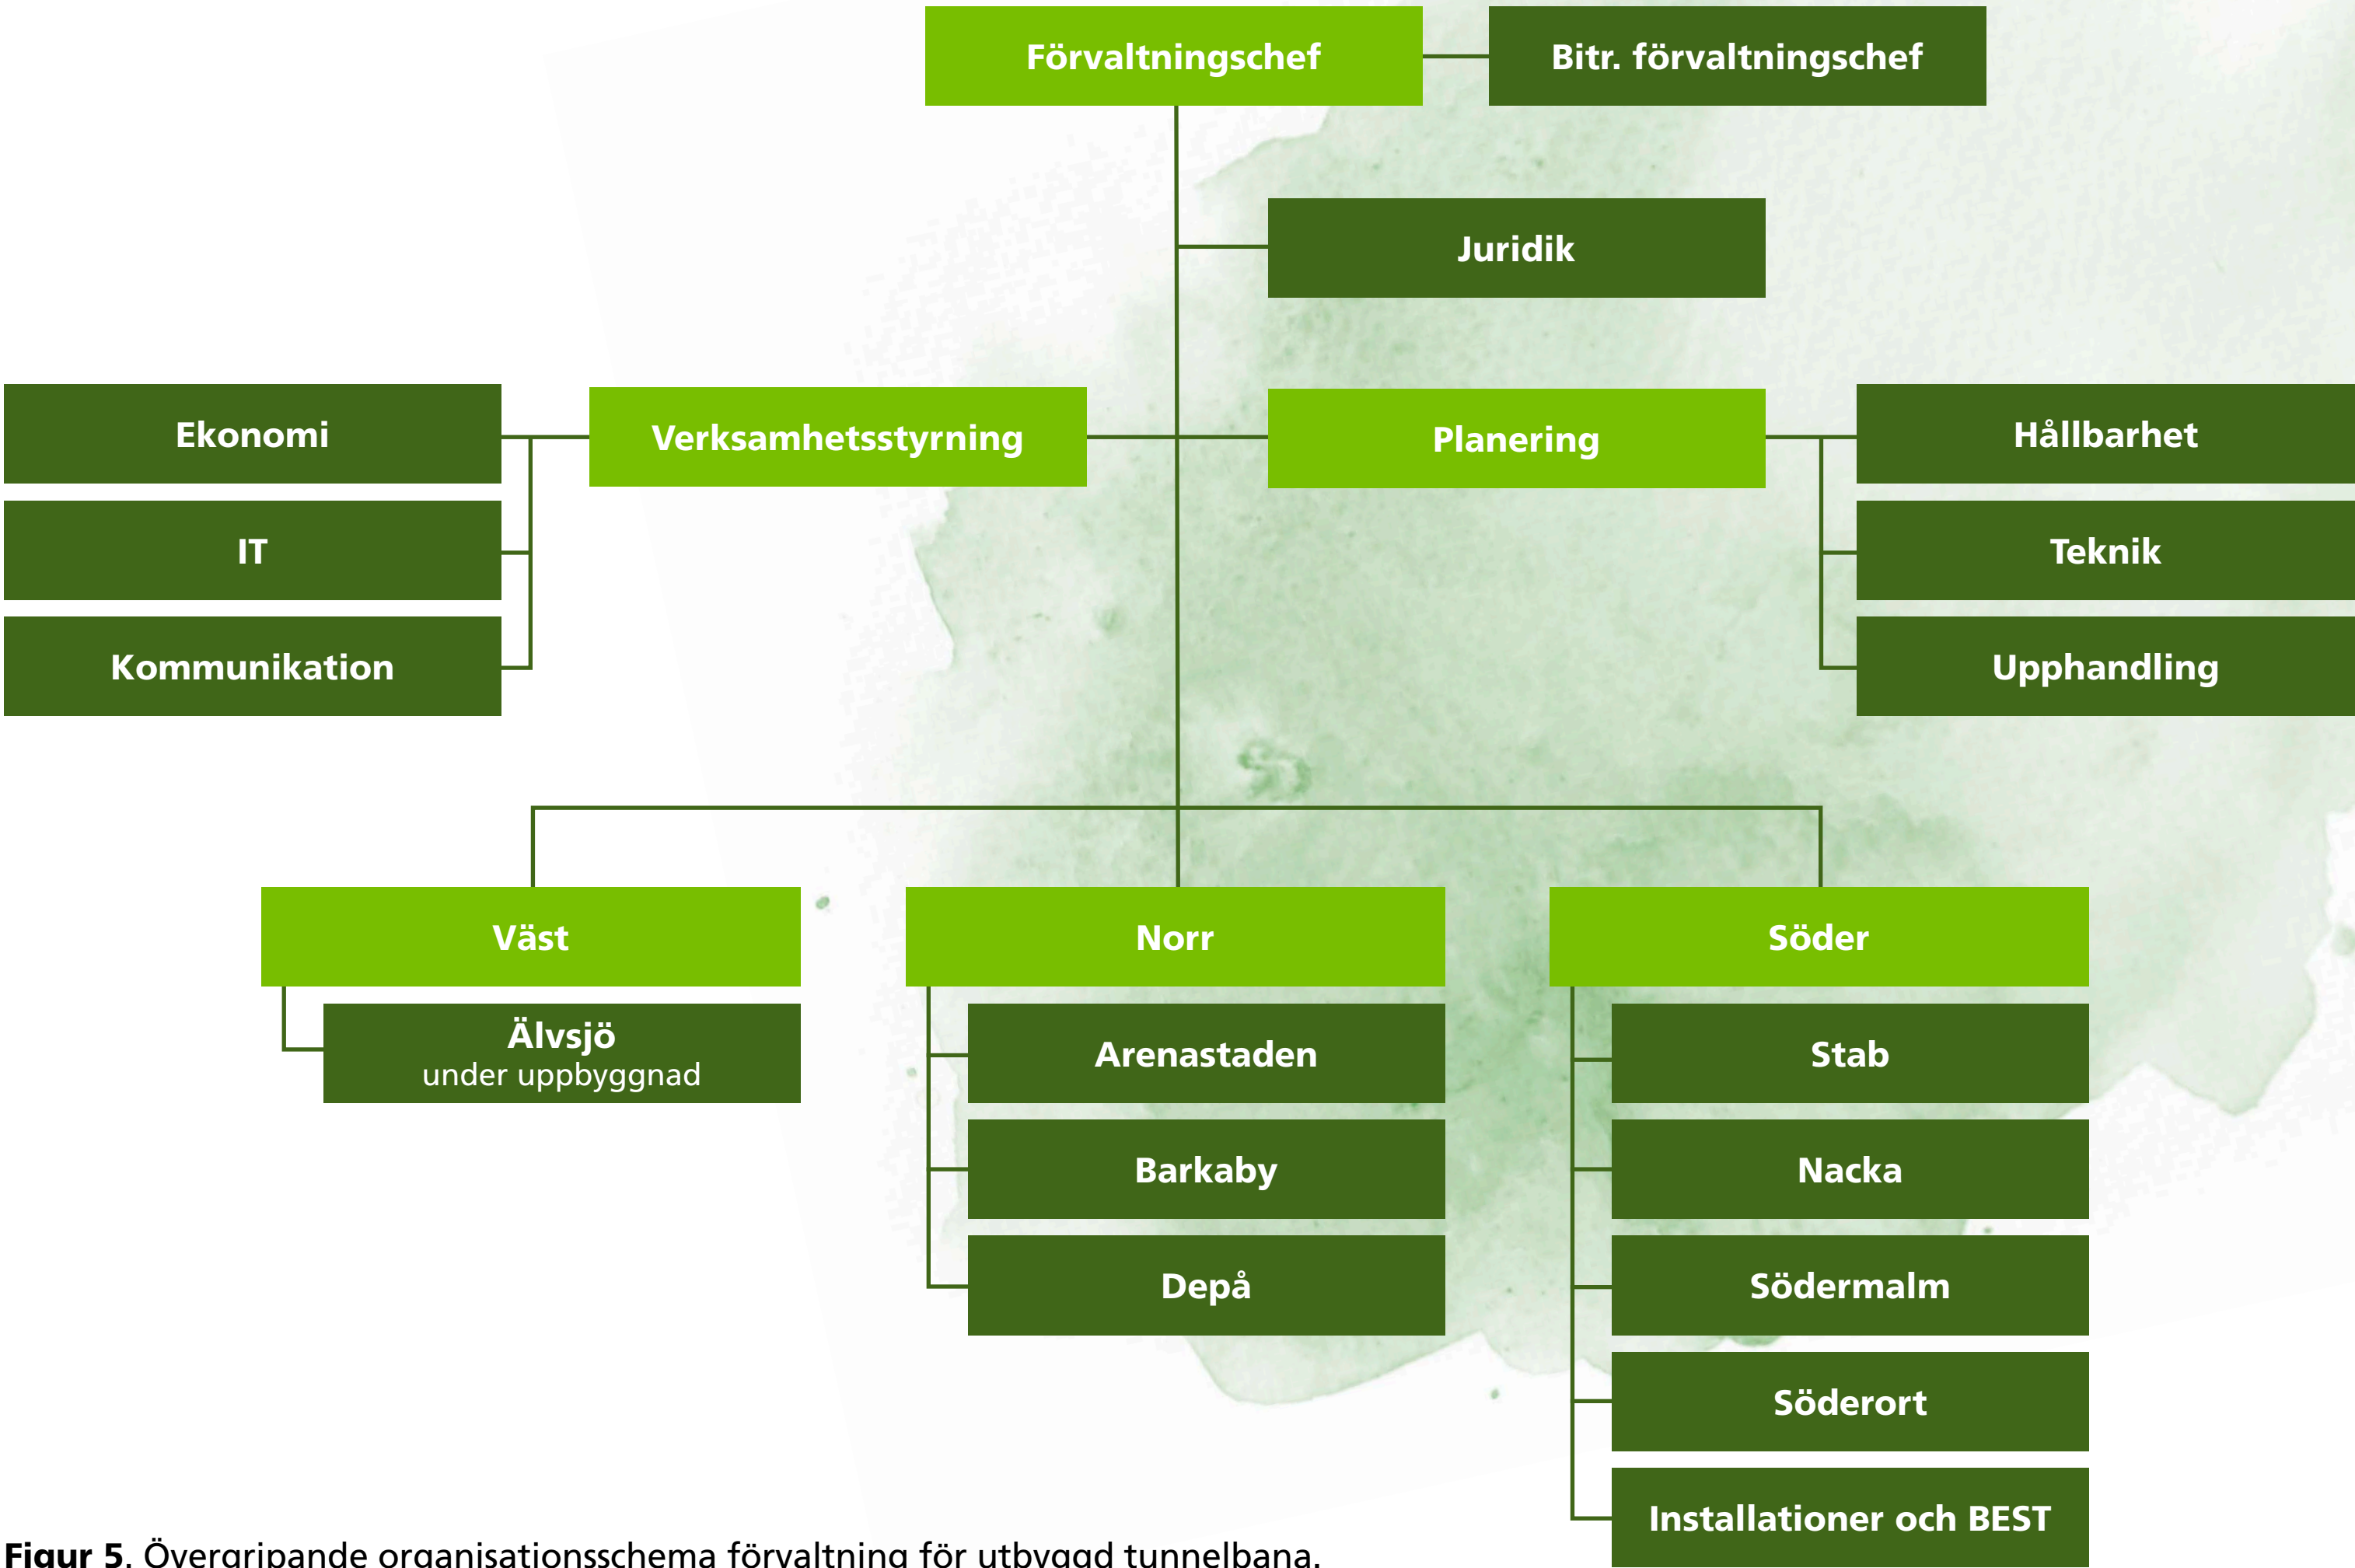 Förvaltningschef
Bitr. förvaltningschef
Juridik
Ekonomi
Verksamhetsstyrning
Planering
Hållbarhet
IT
Teknik
Kommunikation
Upphandling
Väst
Älvsjö
under uppbyggnad
Norr
Arenastaden
Barkaby
Depå
Söder
Stab
Nacka
Södermalm
Söderort
Installationer och BEST
Figur 5. Övergripande organisationsschema förvaltning för utbyggd tunnelbana.